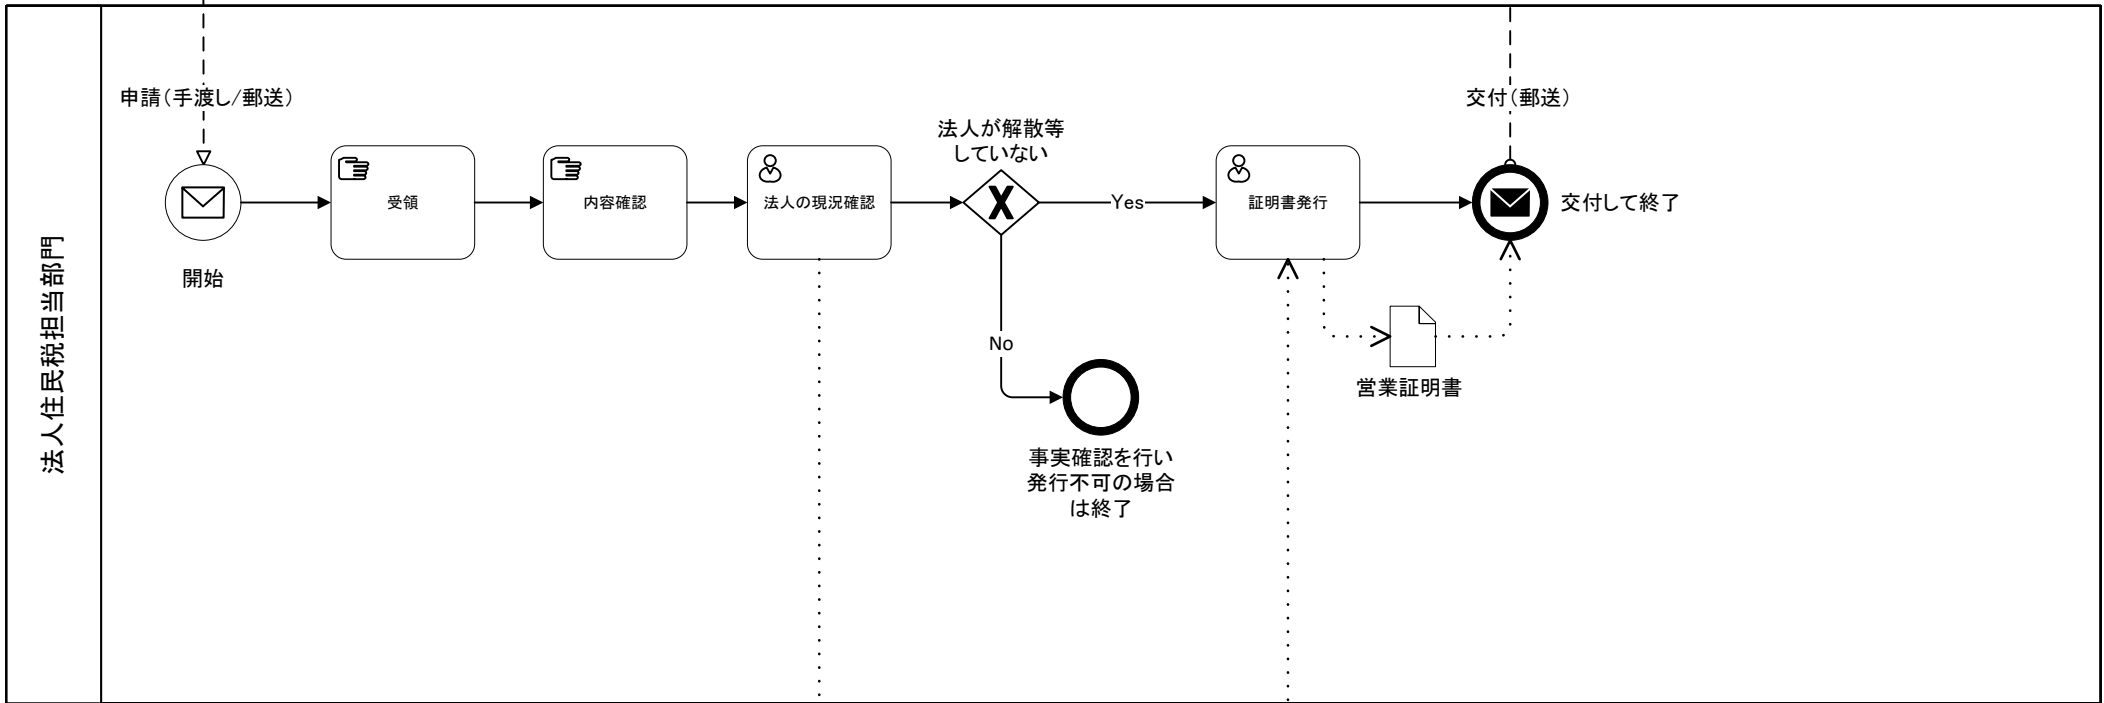 法人住民税担当部門
申請(手渡し/郵送)
開始
受領
内容確認
法人の現況確認
法人が解散等
していない
Yes
No
事実確認を行い
発行不可の場合
は終了
証明書発行
営業証明書
交付(郵送)
交付して終了